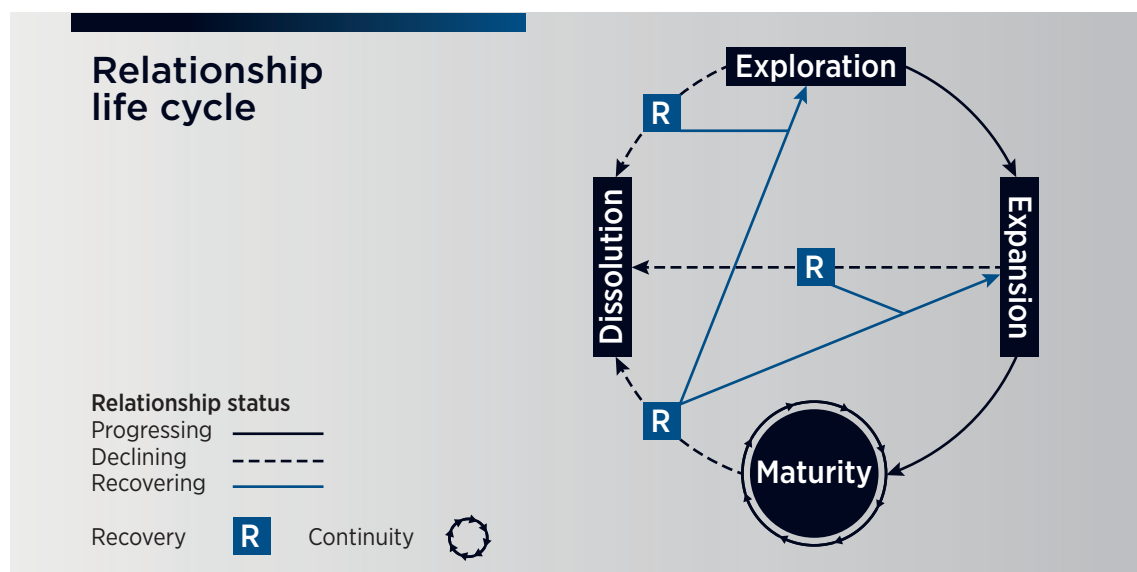 Relationship
life cycle
Exploration
R
Dissolution
Expansion
R
R
Maturity
Relationship status
Progressing
Declining
Recovering
Recovery R Continuity